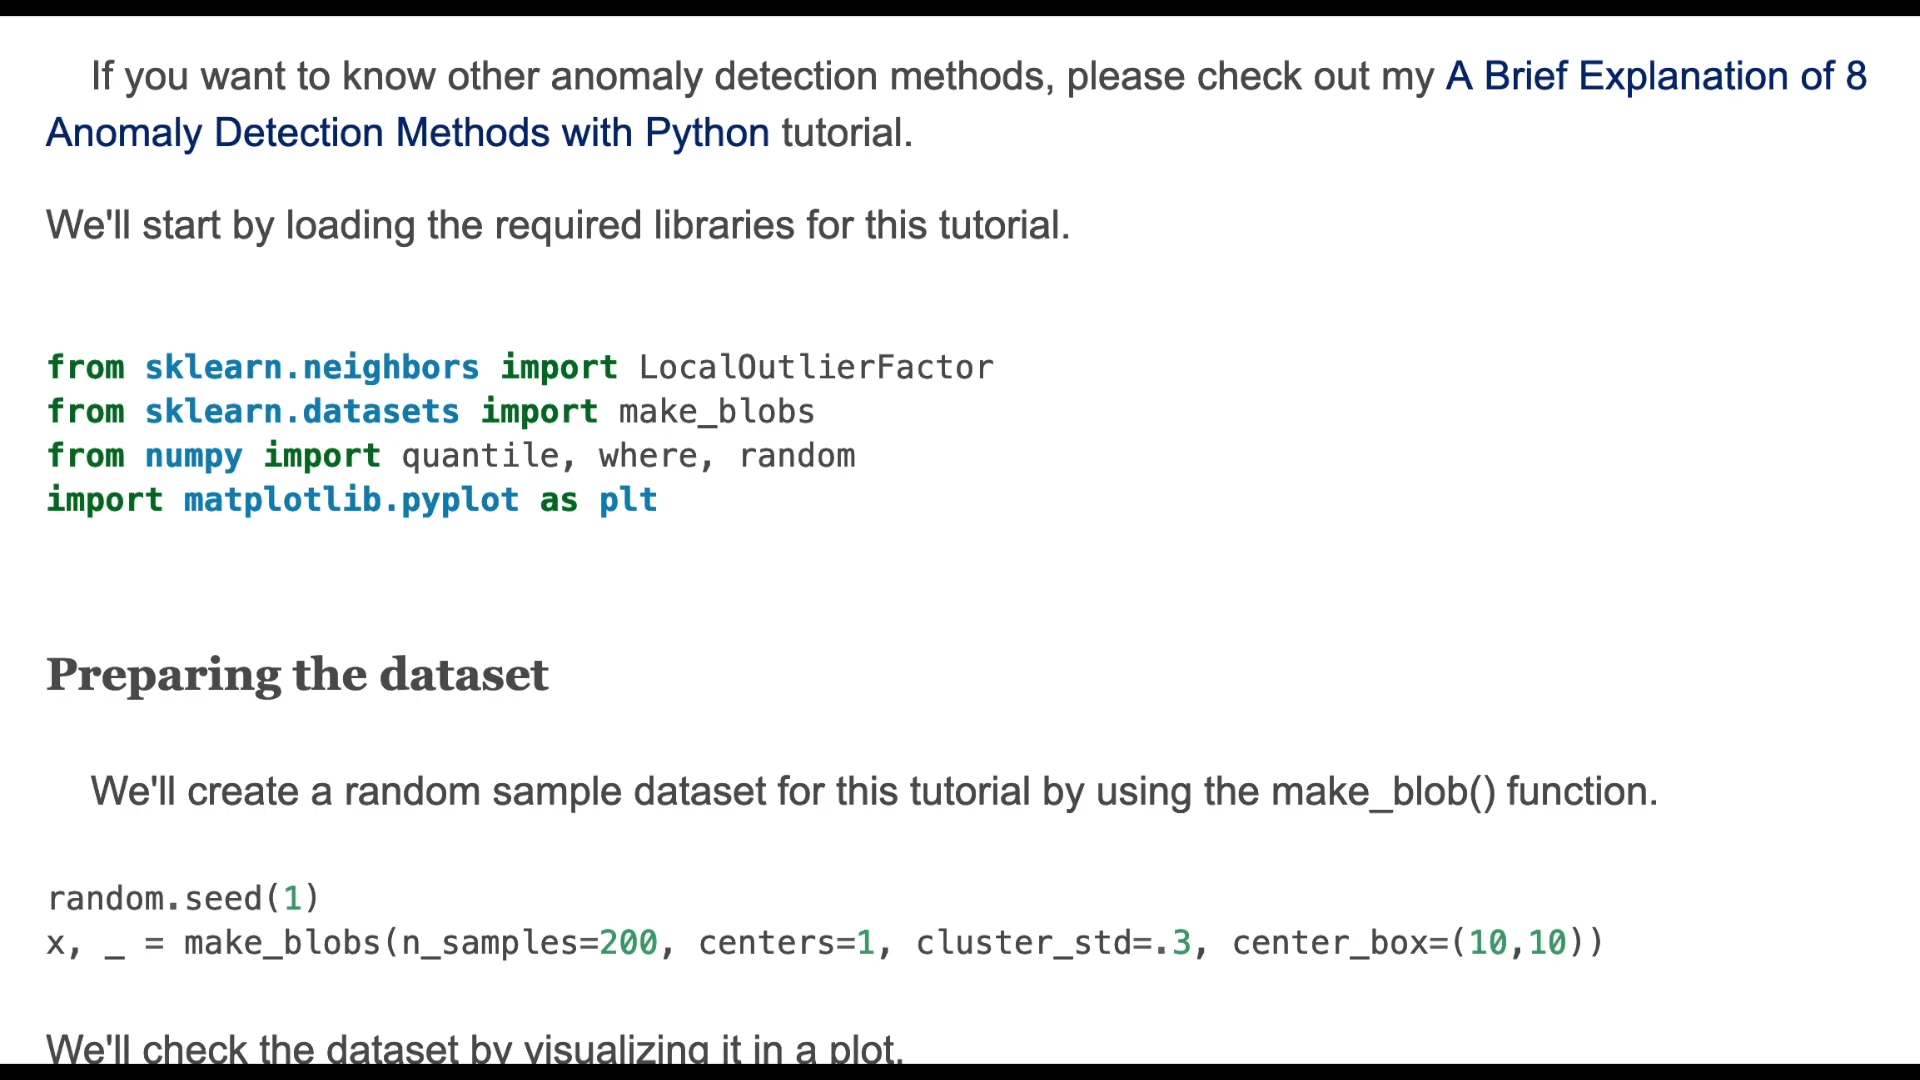 If you want to know other anomaly detection methods, please check out my A Brief Explanation of 8
Anomaly Detection Methods with Python tutorial.
We'll start by loading the required libraries for this tutorial.
from sklearn.neighbors import LocalOutlierFactor
from sklearn.datasets import make_blobs
from numpy import quantile, where, random
import matplotlib.pyplot as plt
Preparing the dataset
We'll create a random sample dataset for this tutorial by using the make_blob() function.
random.seed(1)
x, _ = make_blobs(n_samples=200, centers=1, cluster_std=.3, center_box=(10,10))
We'll check the dataset by visualizing it in a plot.